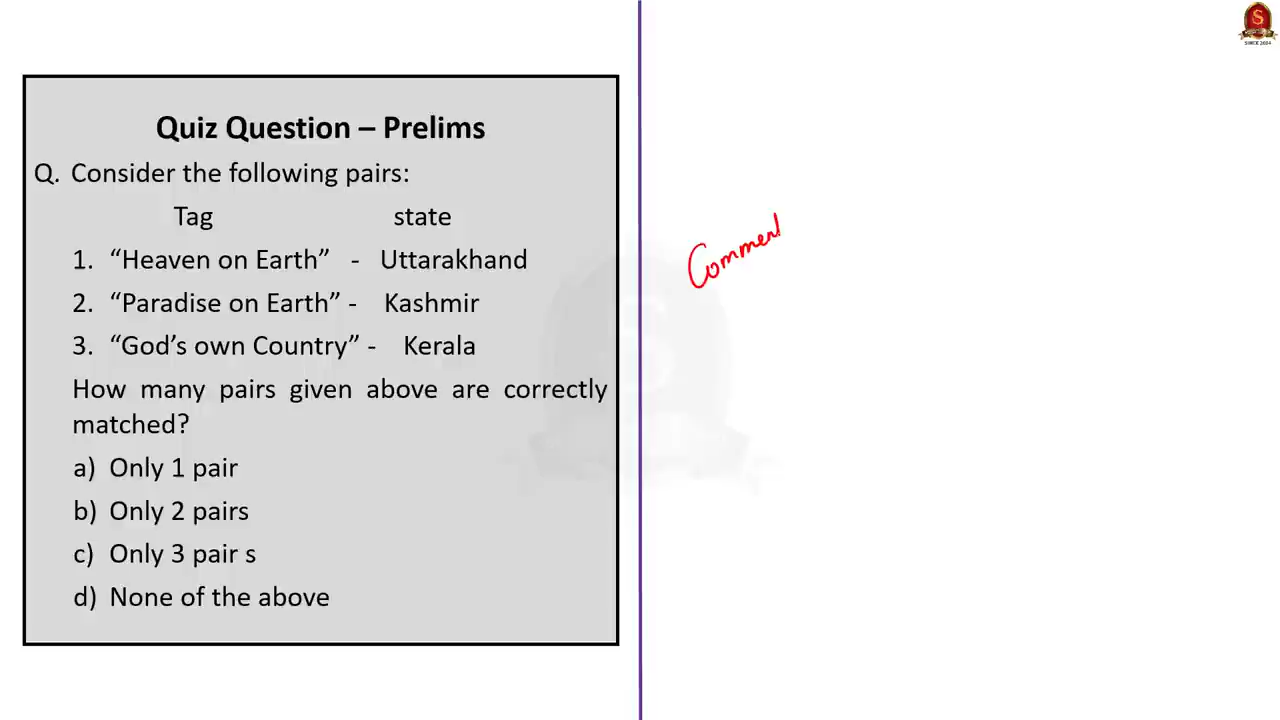 Quiz Question – Prelims
Q. Consider the following pairs:
Tag state
1. “Heaven on Earth” - Uttarakhand
2. “Paradise on Earth” - Kashmir
3. “God’s own Country” - Kerala
How many pairs given above are correctly
matched?
a) Only 1 pair
b) Only 2 pairs
c) Only 3 pair s
d) None of the above
Comment
S
SINCE 2004